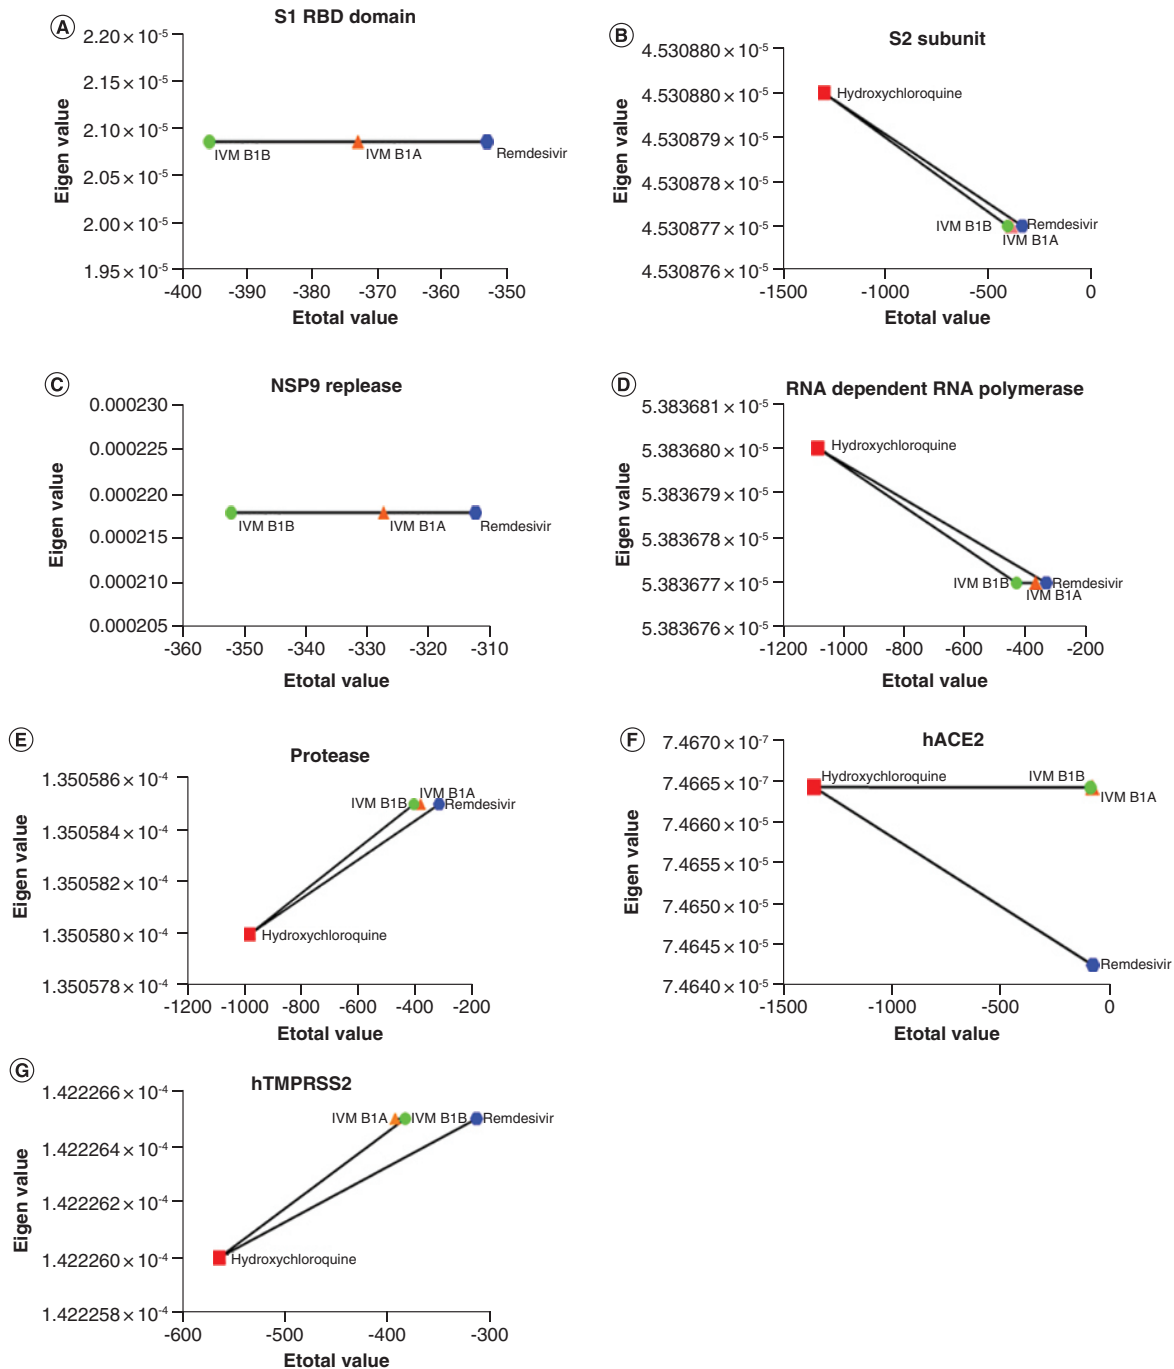 A
S1 RBD domain
Eigen value
2.20 × 10⁻⁵
2.15 × 10⁻⁵
2.10 × 10⁻⁵
2.05 × 10⁻⁵
2.00 × 10⁻⁵
1.95 × 10⁻⁵
IVM B1B
IVM B1A
Remdesivir
-400 -390 -380 -370 -360 -350
Etotal value
B
S2 subunit
Eigen value
4.530880 × 10⁻⁵
4.530880 × 10⁻⁵
4.530879 × 10⁻⁵
4.530878 × 10⁻⁵
4.530877 × 10⁻⁵
4.530876 × 10⁻⁵
Hydroxychloroquine
IVM B1B
Remdesivir
IVM B1A
-1500 -1000 -500 0
Etotal value
C
NSP9 replease
Eigen value
0.000230
0.000225
0.000220
0.000215
0.000210
0.000205
IVM B1B
IVM B1A
Remdesivir
-360 -350 -340 -330 -320 -310
Etotal value
D
RNA dependent RNA polymerase
Eigen value
5.383681 × 10⁻⁵
5.383680 × 10⁻⁵
5.383679 × 10⁻⁵
5.383678 × 10⁻⁵
5.383677 × 10⁻⁵
5.383676 × 10⁻⁵
Hydroxychloroquine
IVM B1B
Remdesivir
IVM B1A
-1200 -1000 -800 -600 -400 -200
Etotal value
E
Protease
Eigen value
1.350586 × 10⁻⁴
1.350584 × 10⁻⁴
1.350582 × 10⁻⁴
1.350580 × 10⁻⁴
1.350578 × 10⁻⁴
IVM B1A
IVM B1B
Remdesivir
Hydroxychloroquine
-1200 -1000 -800 -600 -400 -200
Etotal value
F
hACE2
Eigen value
7.4670 × 10⁻⁷
7.4665 × 10⁻⁷
7.4660 × 10⁻⁵
7.4655 × 10⁻⁵
7.4650 × 10⁻⁵
7.4645 × 10⁻⁵
7.4640 × 10⁻⁵
Hydroxychloroquine
IVM B1B
IVM B1A
Remdesivir
-1500 -1000 -500 0
Etotal value
G
hTMPRSS2
Eigen value
1.422266 × 10⁻⁴
1.422264 × 10⁻⁴
1.422262 × 10⁻⁴
1.422260 × 10⁻⁴
1.4222258 × 10⁻⁴
IVM B1A
IVM B1B
Remdesivir
Hydroxychloroquine
-600 -500 -400 -300
Etotal value